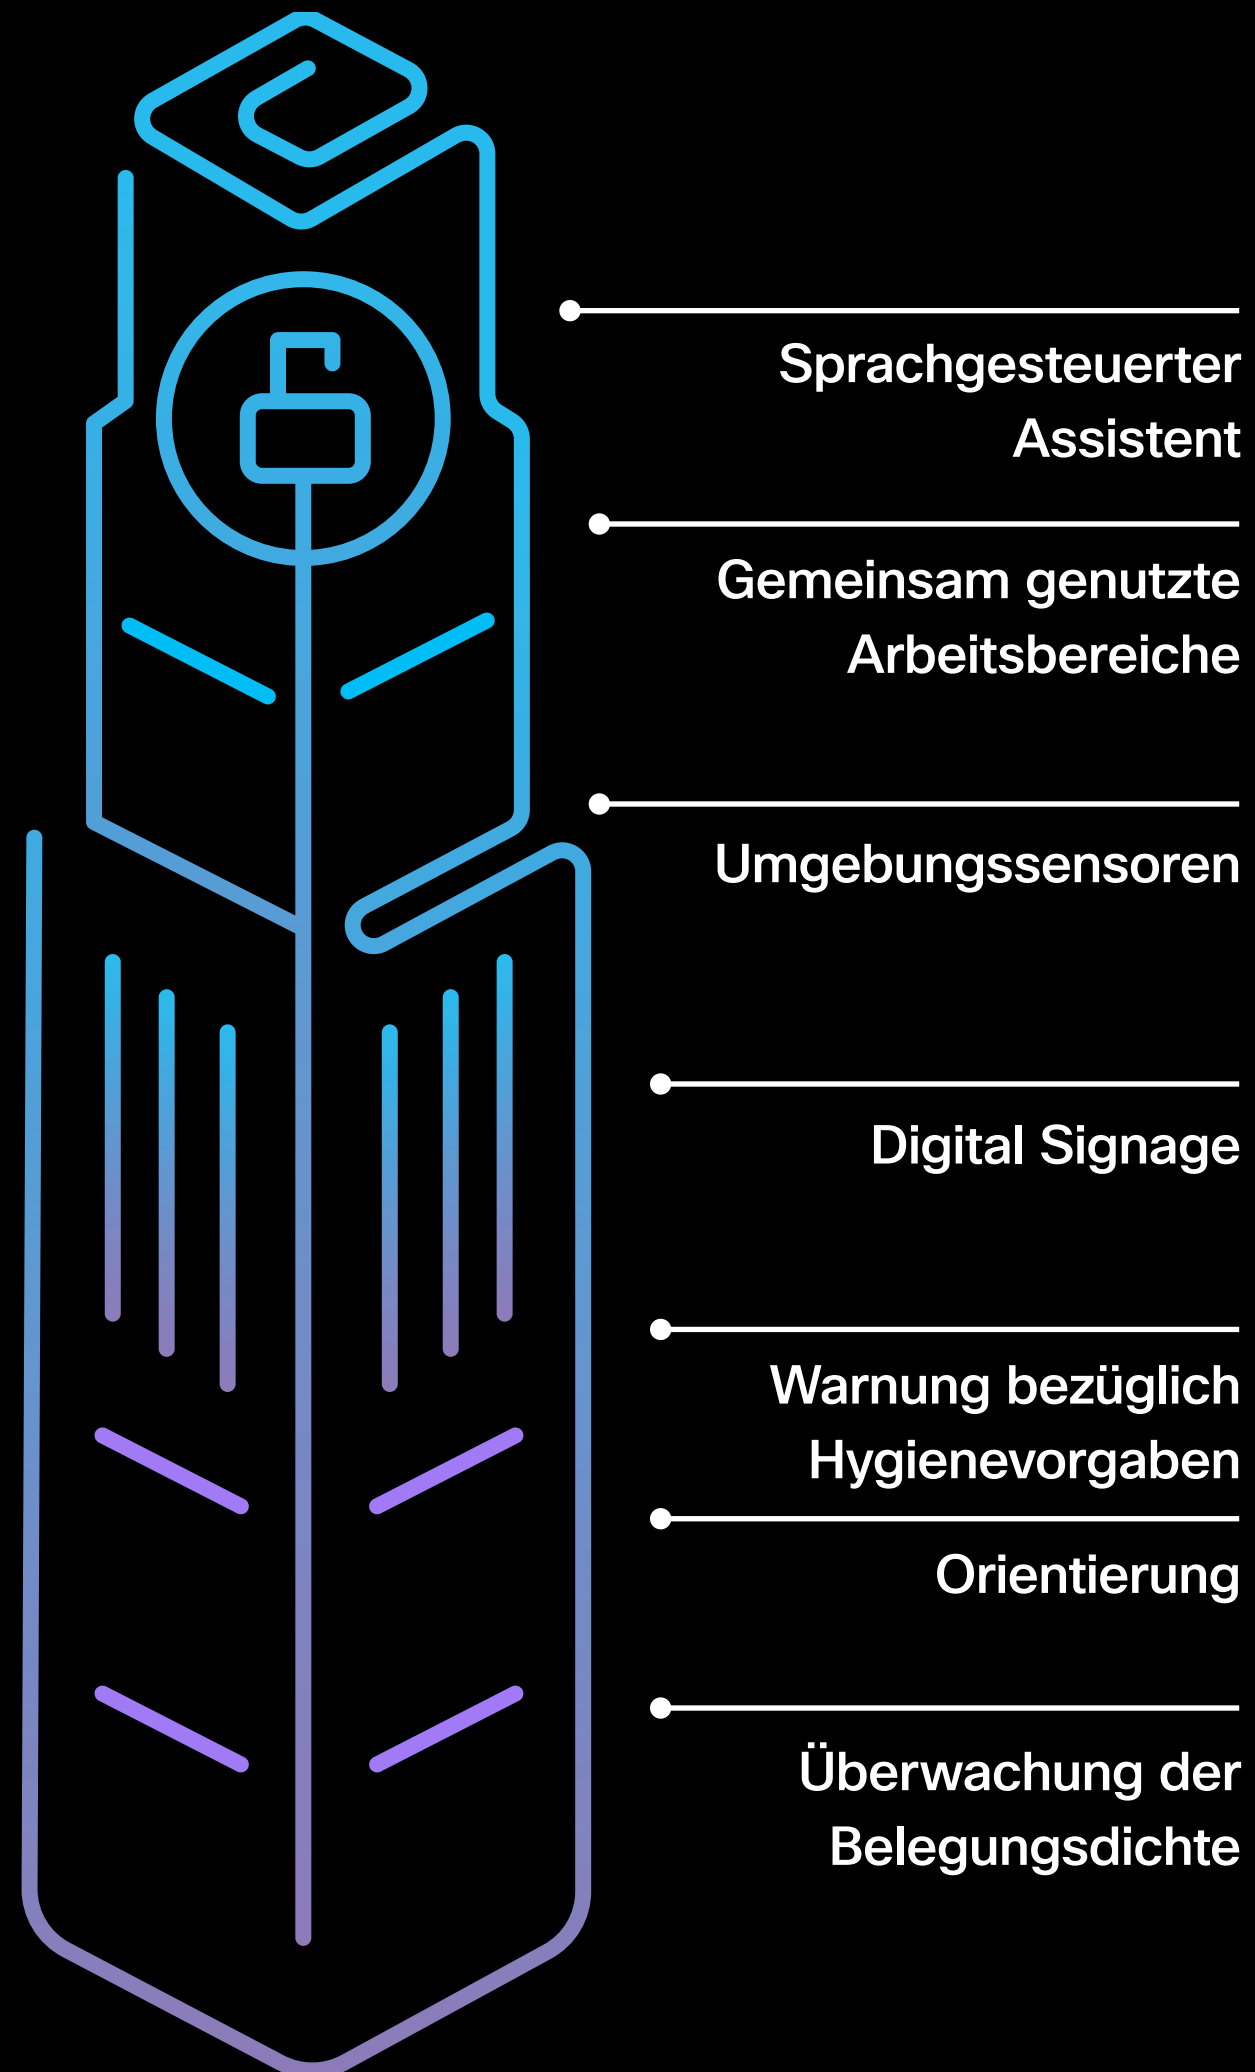 Sprachgesteuerter
Assistent
Gemeinsam genutzte
Arbeitsbereiche
Umgebungssensoren
Digital Signage
Warnung bezüglich
Hygienevorgaben
Orientierung
Überwachung der
Belegungsdichte